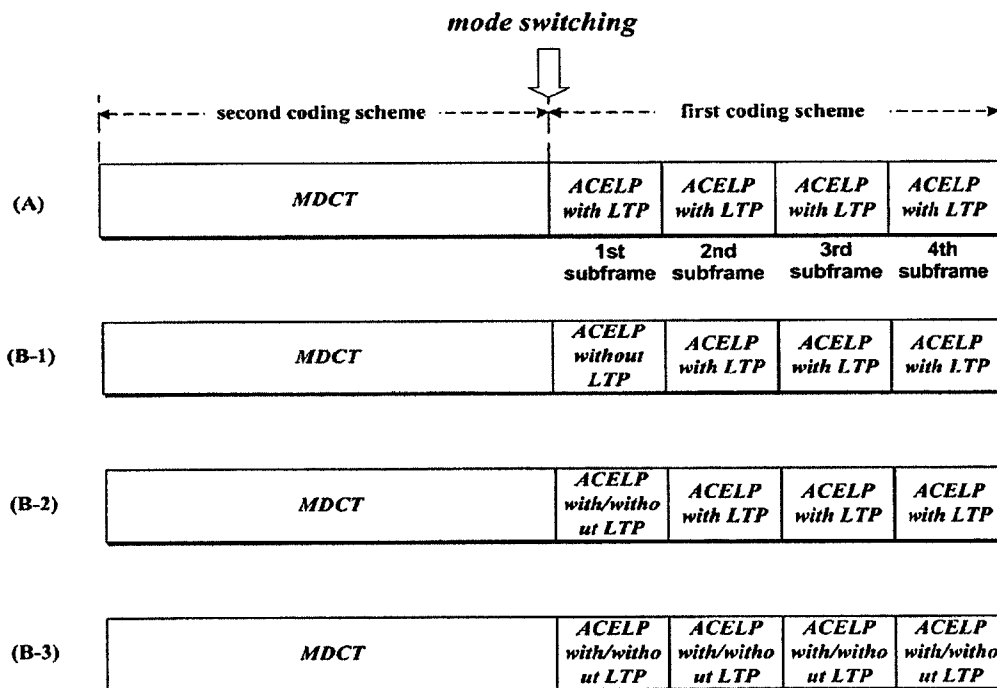 mode switching
second coding scheme
first coding scheme
(A)
MDCT
ACELP
with LTP
ACELP
with LTP
ACELP
with LTP
ACELP
with LTP
1st
subframe
2nd
subframe
3rd
subframe
4th
subframe
(B-1)
MDCT
ACELP
without
LTP
ACELP
with LTP
ACELP
with LTP
ACELP
with LTP
(B-2)
MDCT
ACELP
with/witho
ut LTP
ACELP
with LTP
ACELP
with LTP
ACELP
with LTP
(B-3)
MDCT
ACELP
with/witho
ut LTP
ACELP
with/witho
ut LTP
ACELP
with/witho
ut LTP
ACELP
with/witho
ut LTP